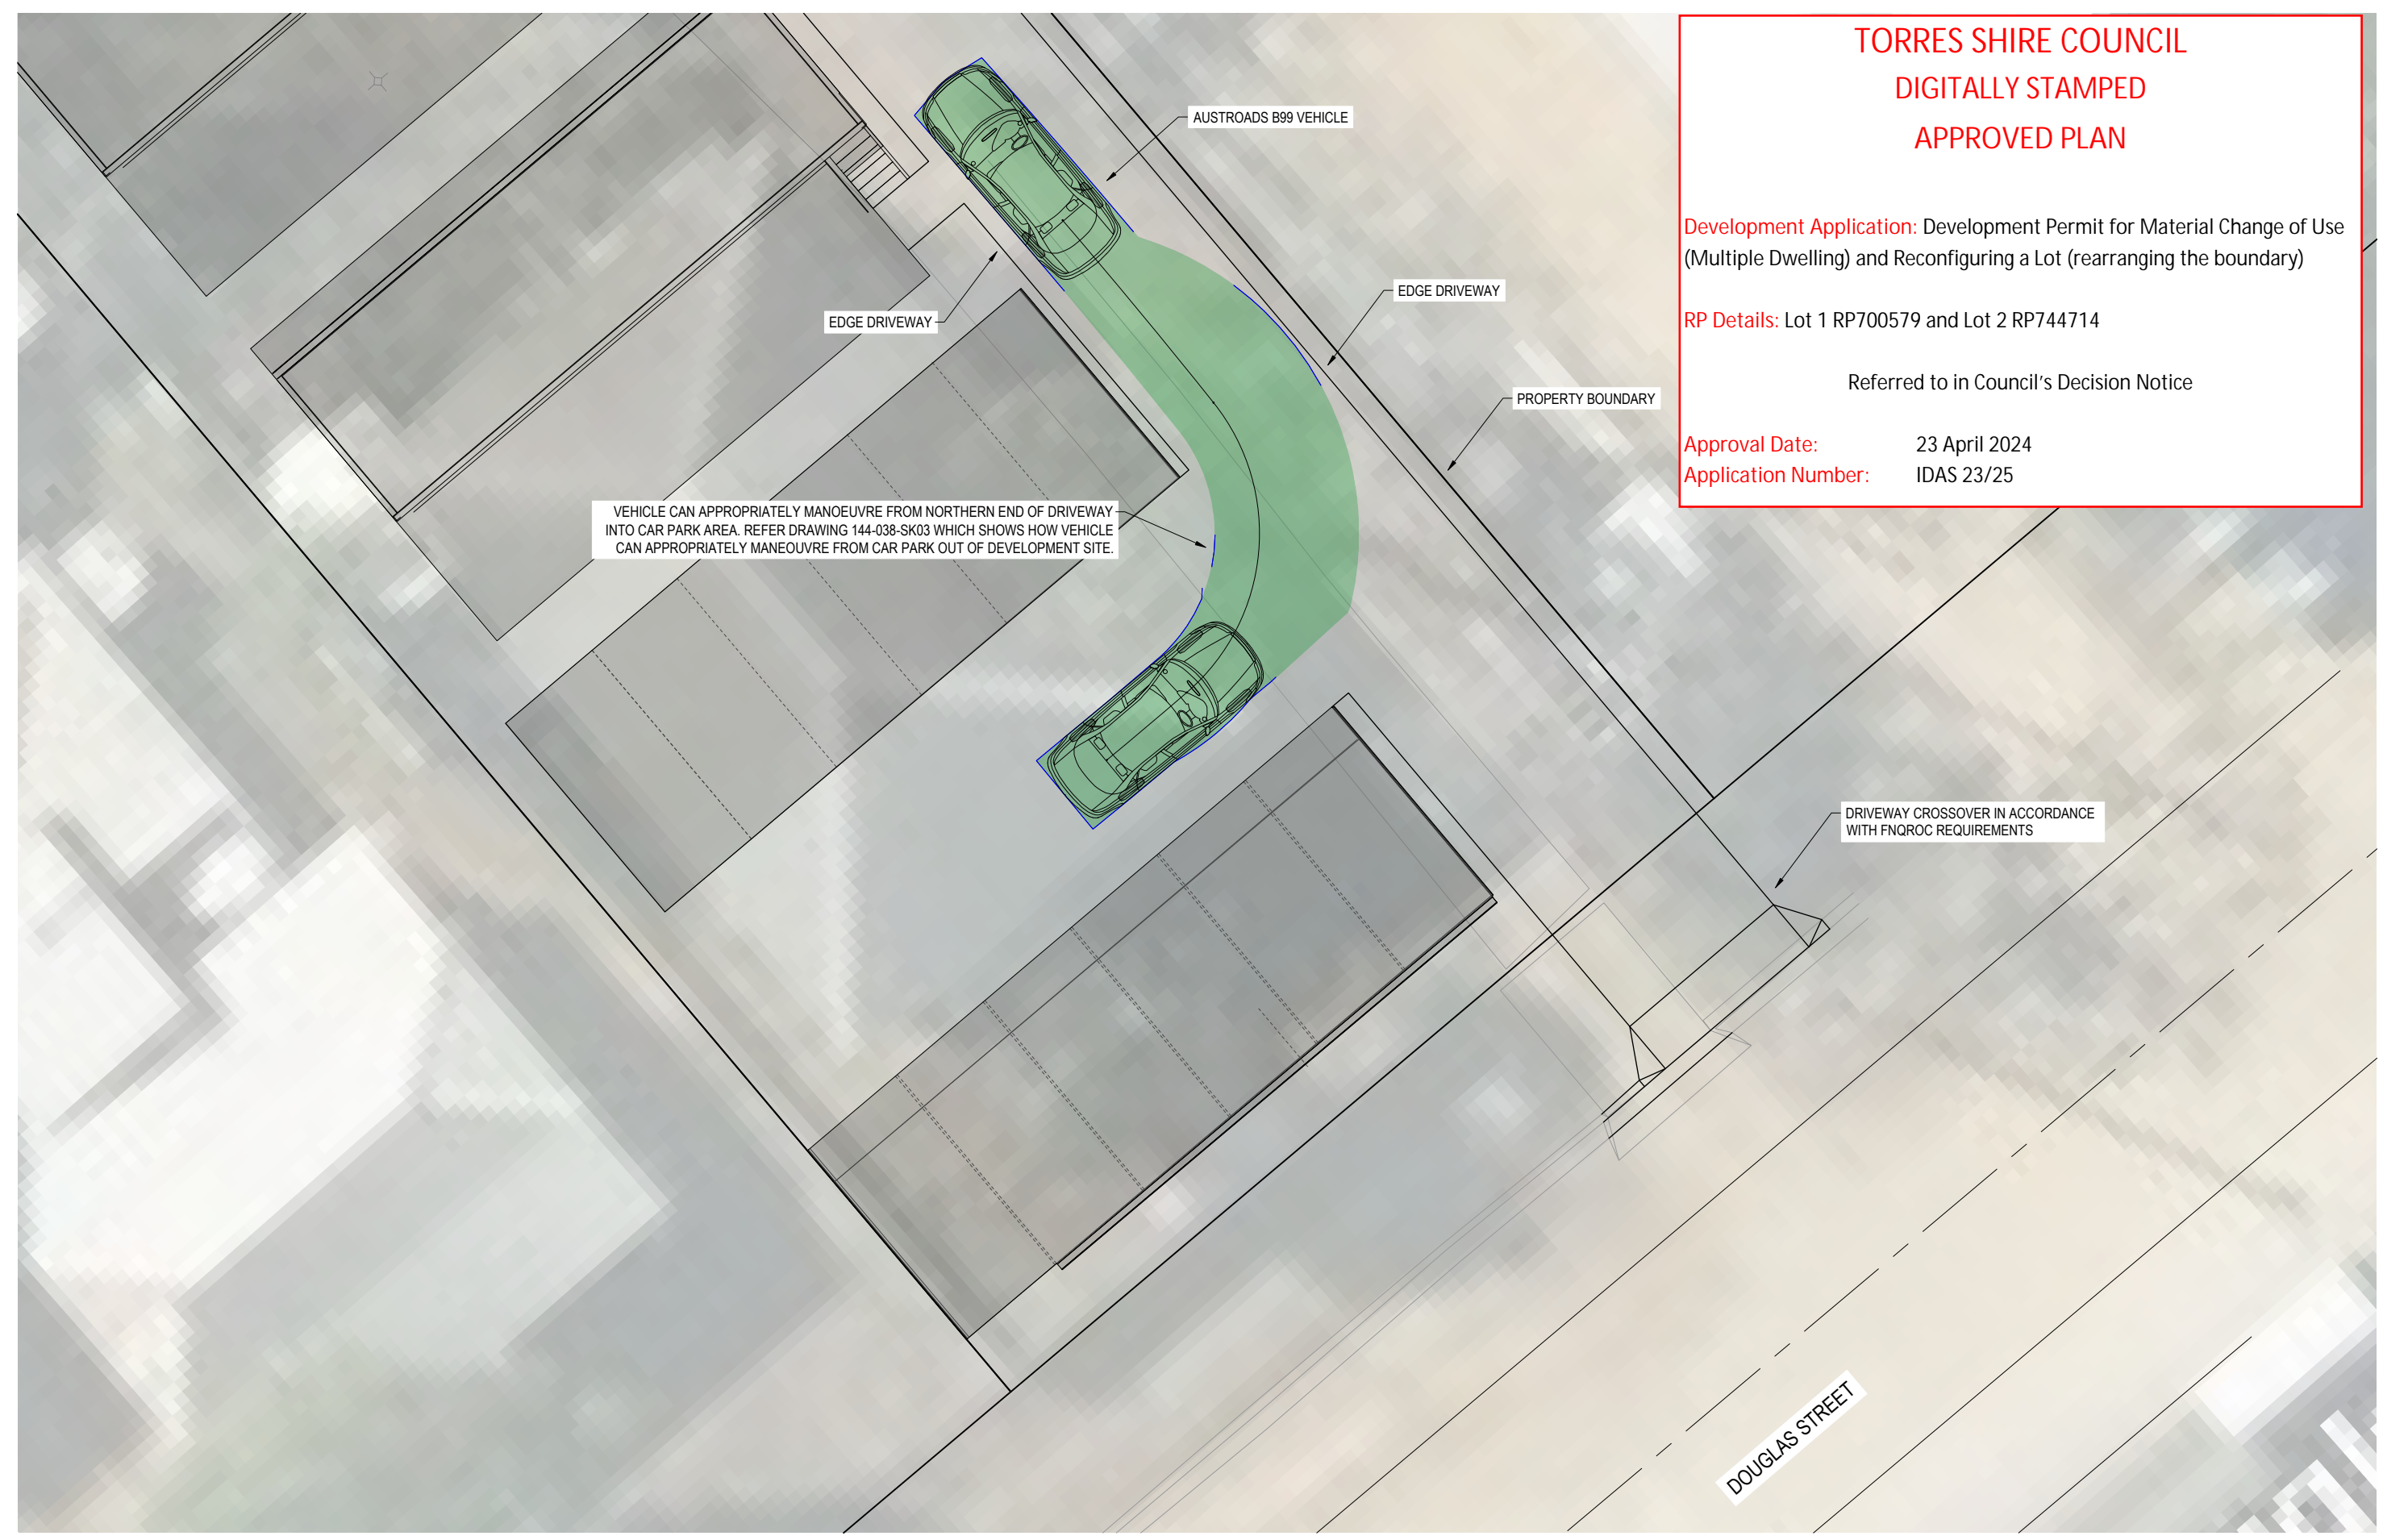 TORRES SHIRE COUNCIL
DIGITALLY STAMPED
APPROVED PLAN
Development Application: Development Permit for Material Change of Use
(Multiple Dwelling) and Reconfiguring a Lot (rearranging the boundary)
RP Details: Lot 1 RP700579 and Lot 2 RP744714
Referred to in Council's Decision Notice
Approval Date: 23 April 2024
Application Number: IDAS 23/25
AUSTROADS B99 VEHICLE
EDGE DRIVEWAY
EDGE DRIVEWAY
PROPERTY BOUNDARY
VEHICLE CAN APPROPRIATELY MANOEUVRE FROM NORTHERN END OF DRIVEWAY
INTO CAR PARK AREA. REFER DRAWING 144-038-SK03 WHICH SHOWS HOW VEHICLE
CAN APPROPRIATELY MANEOUVRE FROM CAR PARK OUT OF DEVELOPMENT SITE.
DRIVEWAY CROSSOVER IN ACCORDANCE
WITH FNQROC REQUIREMENTS
DOUGLAS STREET